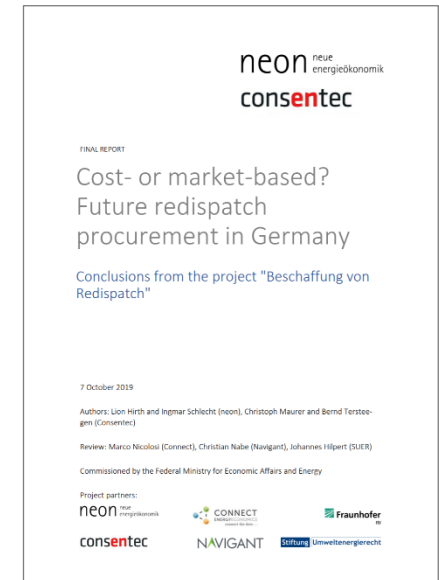 neon neue
energieökonomik
consentec
FINAL REPORT
Cost- or market-based?
Future redispatch
procurement in Germany
Conclusions from the project "Beschaffung von
Redispatch"
7 October 2019
Authors: Lion Hirth and Ingmar Schlecht (neon), Christoph Maurer and Bernd Terstee-
gen (Consentec)
Review: Marco Nicolosi (Connect), Christian Nabe (Navigant), Johannes Hilpert (SUER)
Commissioned by the Federal Ministry for Economic Affairs and Energy
Project partners:
neon neue
energieökonomik
CONNECT
ENERGY ECONOMICS
Fraunhofer
ISI
consentec
NAVIGANT
Stiftung Umweltenergierecht